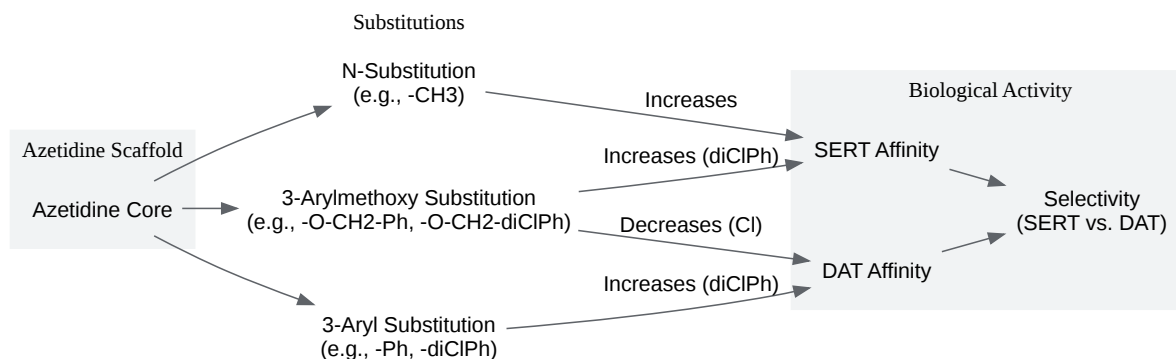 Substitutions
N-Substitution
(e.g., -CH3)
Increases
Biological Activity
Azetidine Scaffold
Increases (diClPh)
SERT Affinity
Azetidine Core
3-Arylmethoxy Substitution
(e.g., -O-CH2-Ph, -O-CH2-diClPh)
Selectivity
(SERT vs. DAT)
Decreases (Cl)
DAT Affinity
Increases (diClPh)
3-Aryl Substitution
(e.g., -Ph, -diClPh)